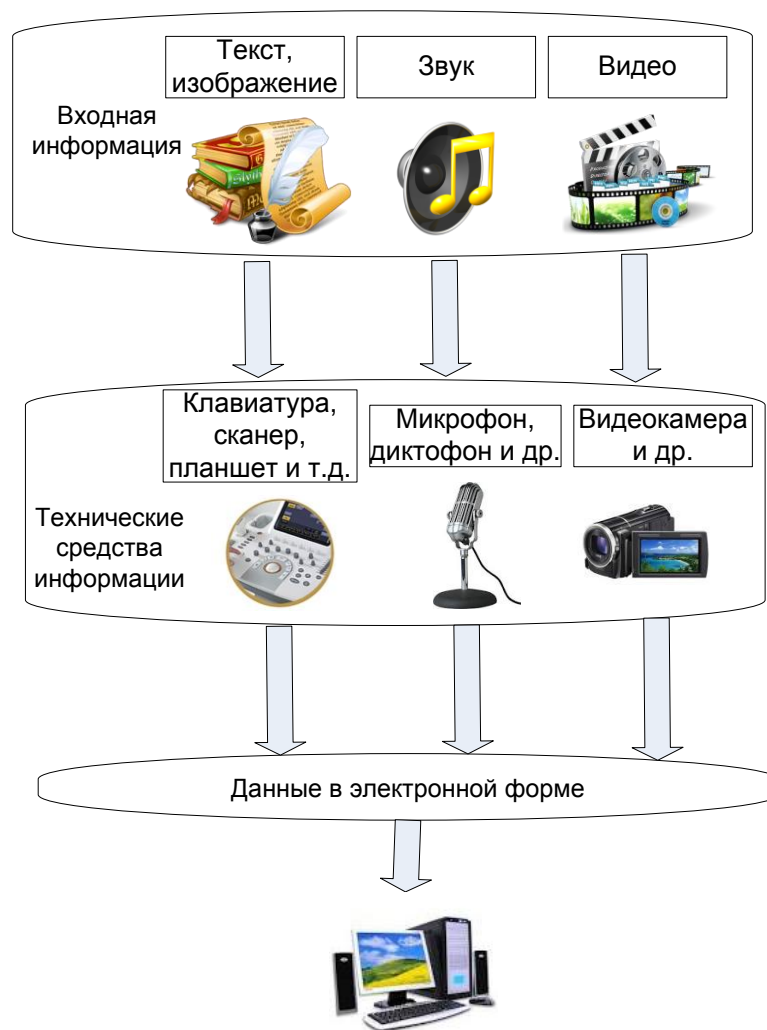 Текст,
изображение
Звук
Видео
Входная
информация
Клавиатура,
сканер,
планшет и т.д.
Микрофон,
диктофон и др.
Видеокамера
и др.
Технические
средства
информации
Данные в электронной форме